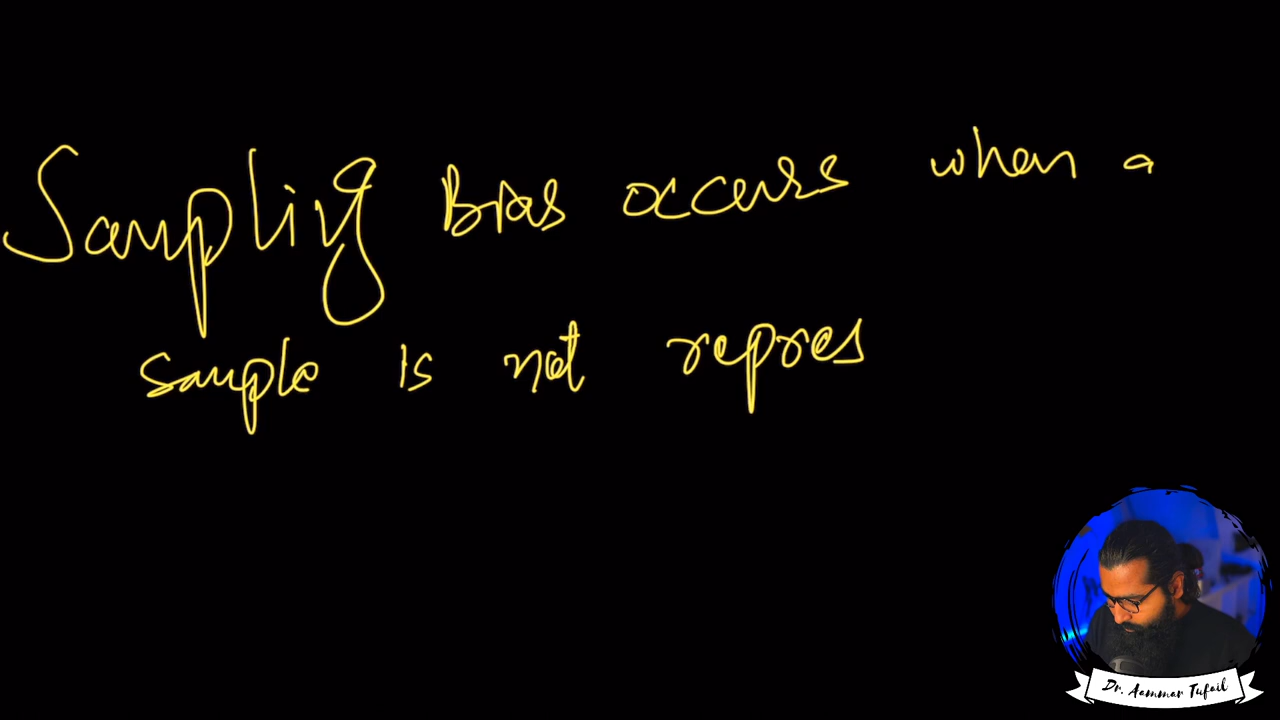 Sampling Bias occurs when a
sample is not repres
Dr. Aammar Tufail